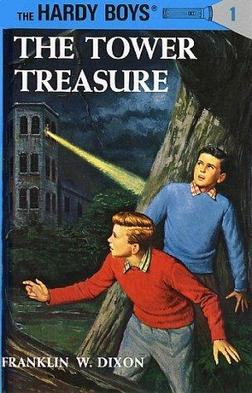 THE HARDY BOYS® 1
THE TOWER
TREASURE
FRANKLIN W. DIXON